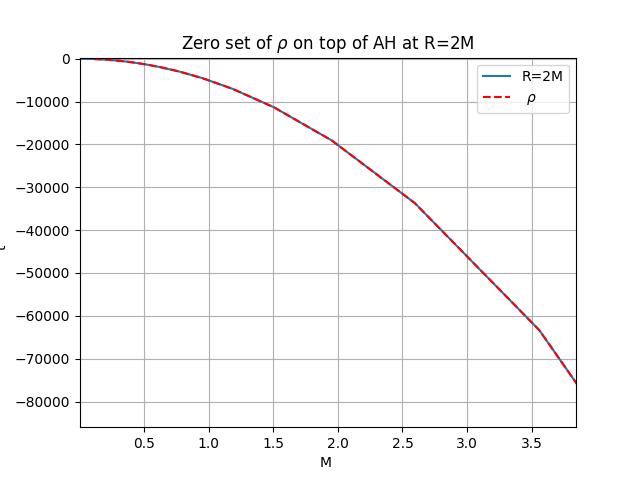 Zero set of ρ on top of AH at R=2M
R=2M
ρ
0
−10000
−20000
−30000
−40000
−50000
−60000
−70000
−80000
0.5 1.0 1.5 2.0 2.5 3.0 3.5
M